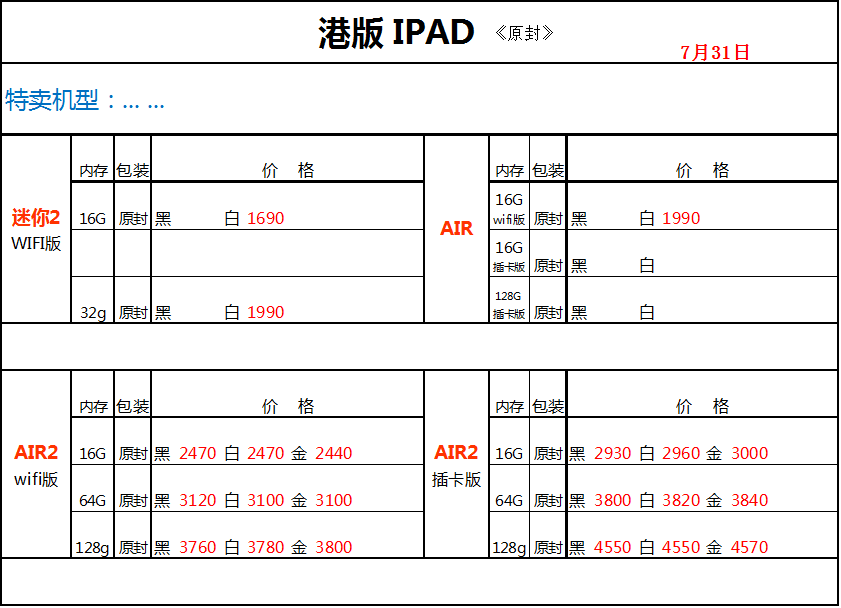 港版 IPAD 《原封》
7月31日
特卖机型：... ...
内存 包装 价 格 内存 包装 价 格
迷你2 WIFI版 16G 原封 黑 白 1690 AIR 16G wifi版 原封 黑 白 1990
16G 插卡版 原封 黑 白
32g 原封 黑 白 1990 128G 插卡版 原封 黑 白
内存 包装 价 格 内存 包装 价 格
AIR2 wifi版 16G 原封 黑 2470 白 2470 金 2440 AIR2 插卡版 16G 原封 黑 2930 白 2960 金 3000
64G 原封 黑 3120 白 3100 金 3100 64G 原封 黑 3800 白 3820 金 3840
128g 原封 黑 3760 白 3780 金 3800 128g 原封 黑 4550 白 4550 金 4570